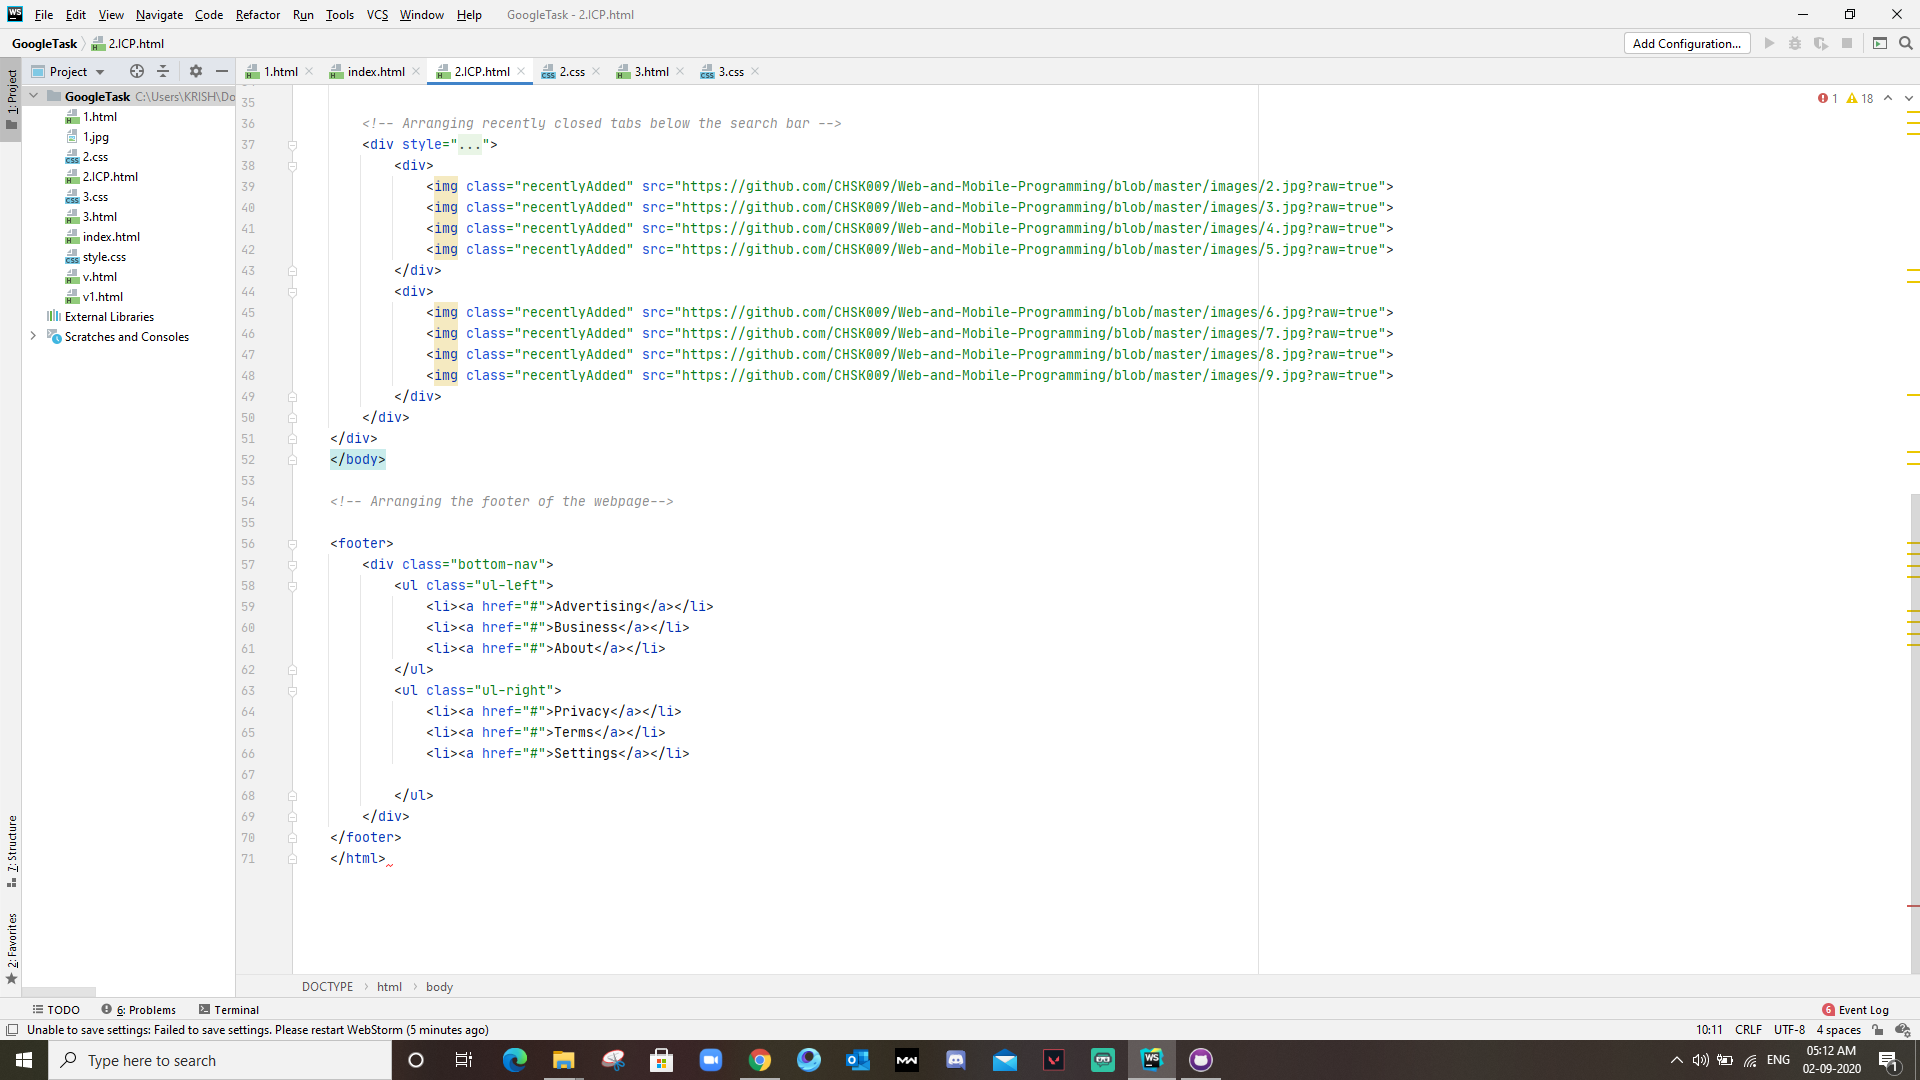 WS File Edit View Navigate Code Refactor Run Tools VCS Window Help GoogleTask - 2.ICP.html
GoogleTask 2.ICP.html Add Configuration...
1: Project
Project
1.html index.html 2.ICP.html 2.css 3.html 3.css
GoogleTask C:\Users\KRISH\Do
1.html
1.jpg
2.css
2.ICP.html
3.css
3.html
index.html
style.css
v.html
v1.html
External Libraries
Scratches and Consoles
7: Structure
2: Favorites
1 18
35
36 <!-- Arranging recently closed tabs below the search bar -->
37 <div style="...">
38 <div>
39 <img class="recentlyAdded" src="https://github.com/CHSK009/Web-and-Mobile-Programming/blob/master/images/2.jpg?raw=true">
40 <img class="recentlyAdded" src="https://github.com/CHSK009/Web-and-Mobile-Programming/blob/master/images/3.jpg?raw=true">
41 <img class="recentlyAdded" src="https://github.com/CHSK009/Web-and-Mobile-Programming/blob/master/images/4.jpg?raw=true">
42 <img class="recentlyAdded" src="https://github.com/CHSK009/Web-and-Mobile-Programming/blob/master/images/5.jpg?raw=true">
43 </div>
44 <div>
45 <img class="recentlyAdded" src="https://github.com/CHSK009/Web-and-Mobile-Programming/blob/master/images/6.jpg?raw=true">
46 <img class="recentlyAdded" src="https://github.com/CHSK009/Web-and-Mobile-Programming/blob/master/images/7.jpg?raw=true">
47 <img class="recentlyAdded" src="https://github.com/CHSK009/Web-and-Mobile-Programming/blob/master/images/8.jpg?raw=true">
48 <img class="recentlyAdded" src="https://github.com/CHSK009/Web-and-Mobile-Programming/blob/master/images/9.jpg?raw=true">
49 </div>
50 </div>
51 </div>
52 </body>
53
54 <!-- Arranging the footer of the webpage-->
55
56 <footer>
57 <div class="bottom-nav">
58 <ul class="ul-left">
59 <li><a href="#">Advertising</a></li>
60 <li><a href="#">Business</a></li>
61 <li><a href="#">About</a></li>
62 </ul>
63 <ul class="ul-right">
64 <li><a href="#">Privacy</a></li>
65 <li><a href="#">Terms</a></li>
66 <li><a href="#">Settings</a></li>
67
68 </ul>
69 </div>
70 </footer>
71 </html>
DOCTYPE html body
TODO 6: Problems Terminal 6 Event Log
Unable to save settings: Failed to save settings. Please restart WebStorm (5 minutes ago) 10:11 CRLF UTF-8 4 spaces
Type here to search MW WS ENG 05:12 AM
02-09-2020 1